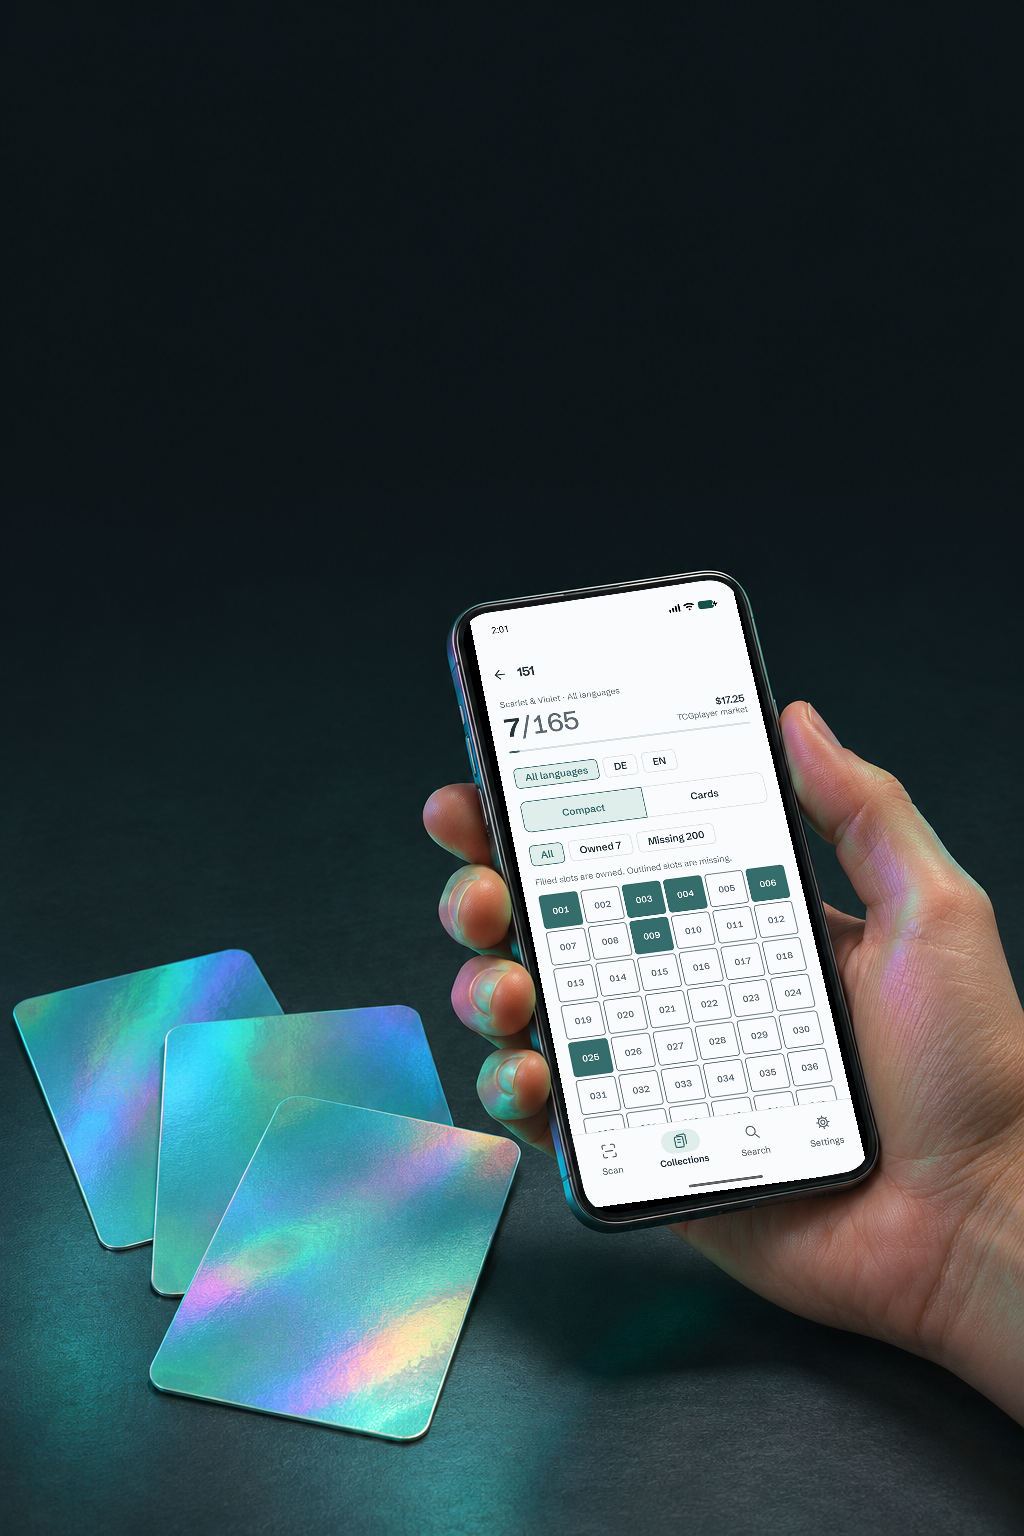 2:01
151
Scarlet & Violet · All languages
7/165
$17.25
TCGplayer market
All languages DE EN
Compact Cards
All Owned 7 Missing 200
Filled slots are owned. Outlined slots are missing.
001 002 003 004 005 006
007 008 009 010 011 012
013 014 015 016 017 018
019 020 021 022 023 024
025 026 027 028 029 030
031 032 033 034 035 036
Scan Collections Search Settings